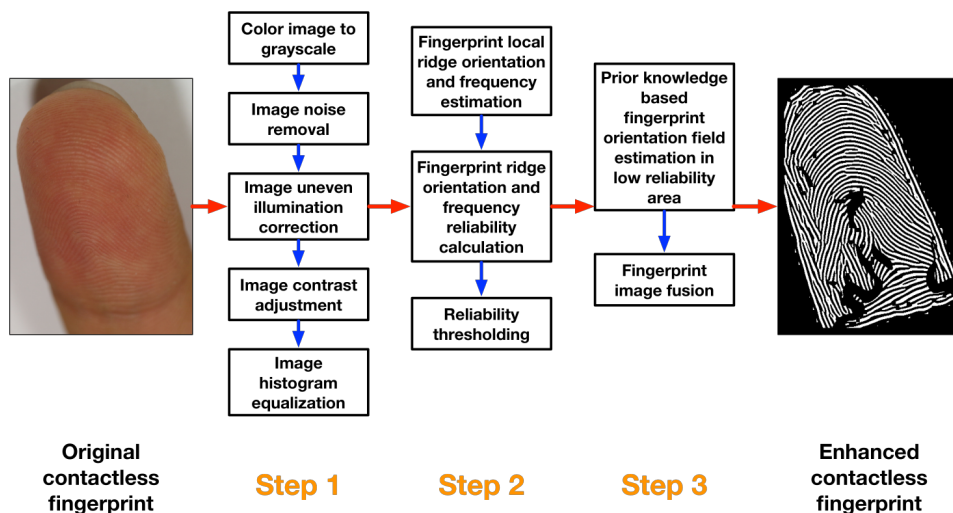 Color image to
grayscale
Image noise
removal
Image uneven
illumination
correction
Image contrast
adjustment
Image
histogram
equalization
Fingerprint local
ridge orientation
and frequency
estimation
Fingerprint ridge
orientation and
frequency
reliability
calculation
Reliability
thresholding
Prior knowledge
based
fingerprint
orientation field
estimation in
low reliability
area
Fingerprint
image fusion
Original
contactless
fingerprint
Step 1
Step 2
Step 3
Enhanced
contactless
fingerprint